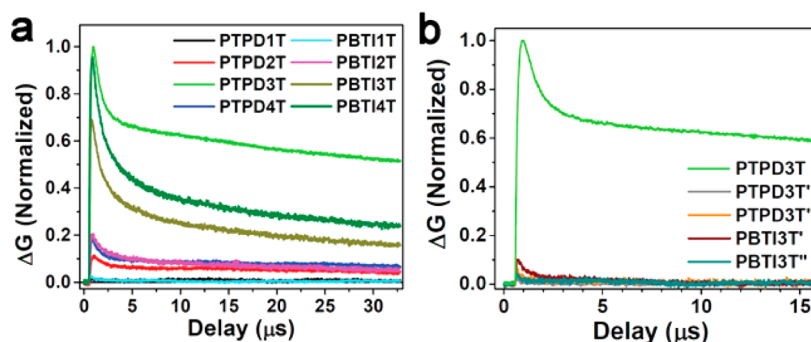 a
ΔG (Normalized)
1.0
0.8
0.6
0.4
0.2
0.0
PTPD1T PBTI1T
PTPD2T PBTI2T
PTPD3T PBTI3T
PTPD4T PBTI4T
0 5 10 15 20 25 30
Delay (μs)
b
ΔG (Normalized)
1.0
0.8
0.6
0.4
0.2
0.0
PTPD3T
PTPD3T'
PTPD3T'
PBTI3T'
PBTI3T"
0 5 10 15
Delay (μs)